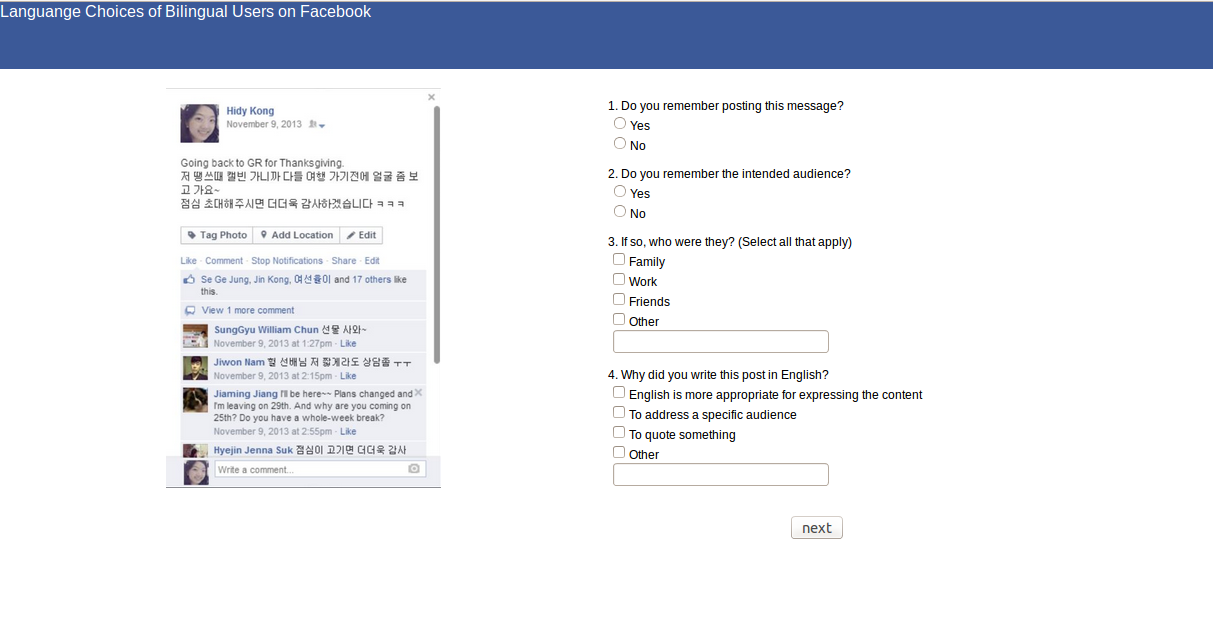 Languange Choices of Bilingual Users on Facebook
Hidy Kong
November 9, 2013
Going back to GR for Thanksgiving.
저 땡쓰때 캘빈 가니까 다들 여행 가기전에 얼굴 좀 보
고 가요~
점심 초대해주시면 더더욱 감사하겠습니다 ㅋㅋㅋ
Tag Photo Add Location Edit
Like · Comment · Stop Notifications · Share · Edit
Se Ge Jung, Jin Kong, 여선율이 and 17 others like
this.
View 1 more comment
SungGyu William Chun 선물 사와~
November 9, 2013 at 1:27pm · Like
Jiwon Nam 헐 선배님 저 짧게라도 상담좀 ㅜㅜ
November 9, 2013 at 2:15pm · Like
Jiaming Jiang I'll be here~~ Plans changed and
I'm leaving on 29th. And why are you coming on
25th? Do you have a whole-week break?
November 9, 2013 at 2:55pm · Like
Hyejin Jenna Suk 점심이 고기면 더더욱 감사
Write a comment...
1. Do you remember posting this message?
Yes
No
2. Do you remember the intended audience?
Yes
No
3. If so, who were they? (Select all that apply)
Family
Work
Friends
Other
4. Why did you write this post in English?
English is more appropriate for expressing the content
To address a specific audience
To quote something
Other
next